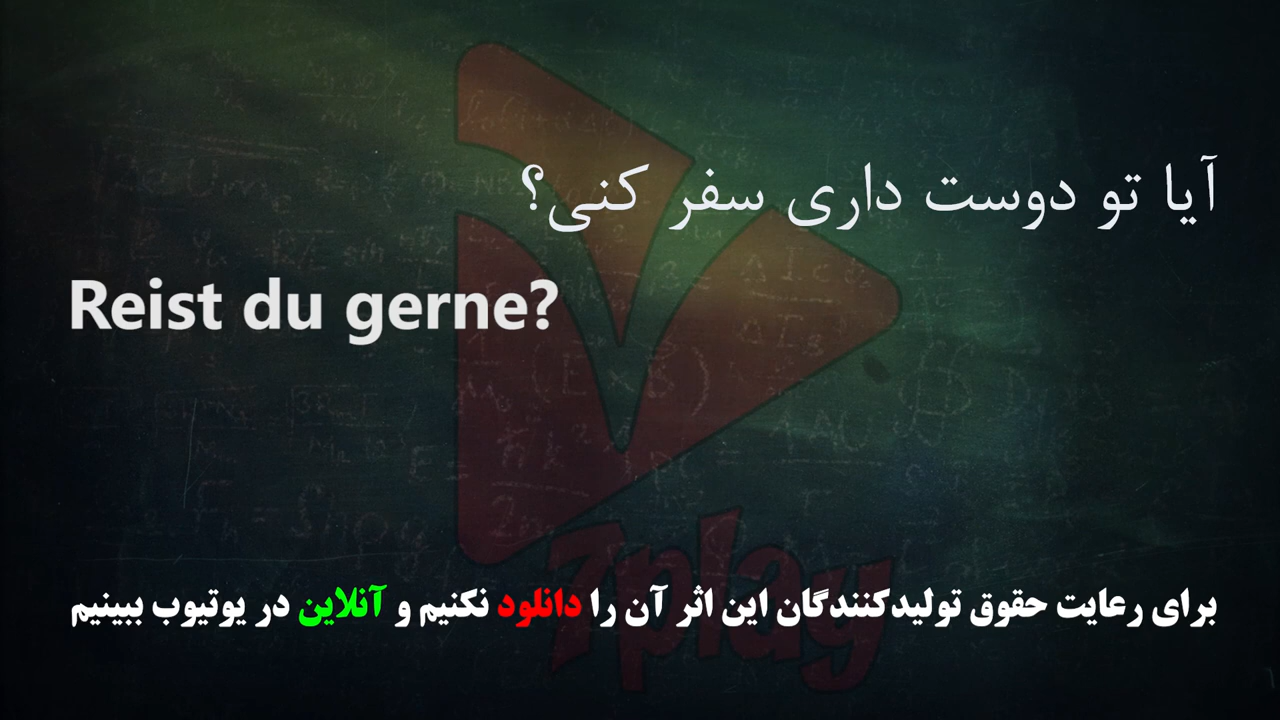 آیا تو دوست داری سفر کنی؟
Reist du gerne?
برای رعایت حقوق تولیدکنندگان این اثر آن را دانلود نکنیم و آنلاین در یوتیوب ببینیم
7play